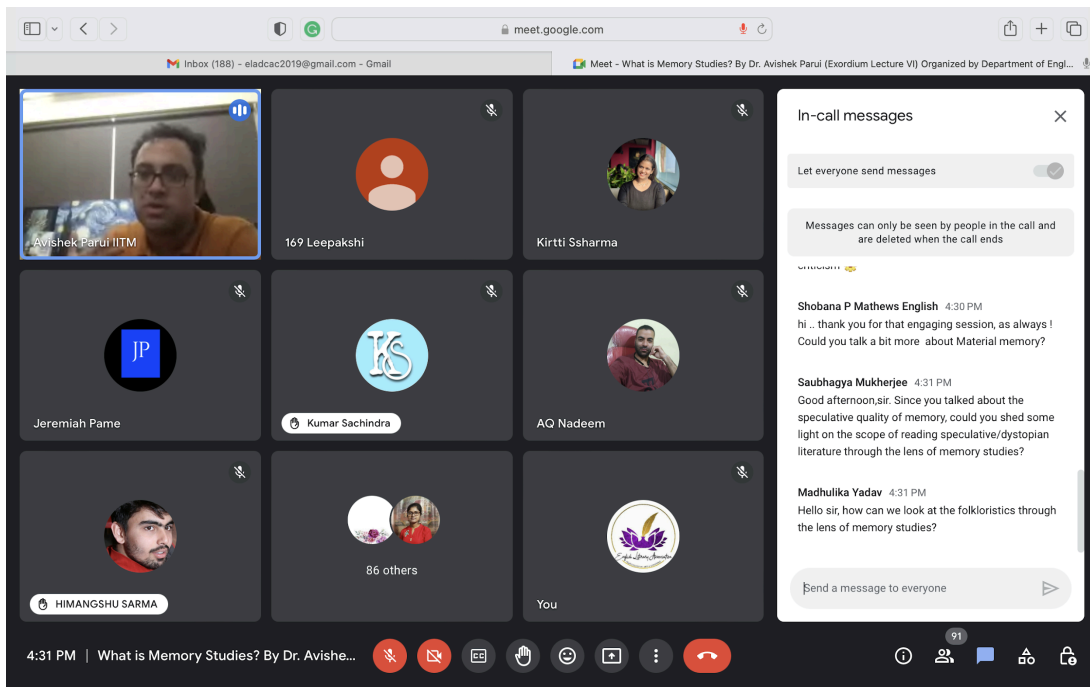 meet.google.com
Inbox (188) - eladcac2019@gmail.com - Gmail
Meet - What is Memory Studies? By Dr. Avishek Parui (Exordium Lecture VI) Organized by Department of Engl...
Avishek Parui IITM
169 Leepakshi
Kirtti Ssharma
JP
Jeremiah Pame
KS
Kumar Sachindra
AQ Nadeem
HIMANGSHU SARMA
86 others
You
In-call messages
Let everyone send messages
Messages can only be seen by people in the call and
are deleted when the call ends
criticism
Shobana P Mathews English 4:30 PM
hi .. thank you for that engaging session, as always !
Could you talk a bit more about Material memory?
Saubhagya Mukherjee 4:31 PM
Good afternoon,sir. Since you talked about the
speculative quality of memory, could you shed some
light on the scope of reading speculative/dystopian
literature through the lens of memory studies?
Madhulika Yadav 4:31 PM
Hello sir, how can we look at the folkloristics through
the lens of memory studies?
Send a message to everyone
4:31 PM | What is Memory Studies? By Dr. Avishe...
CC
91